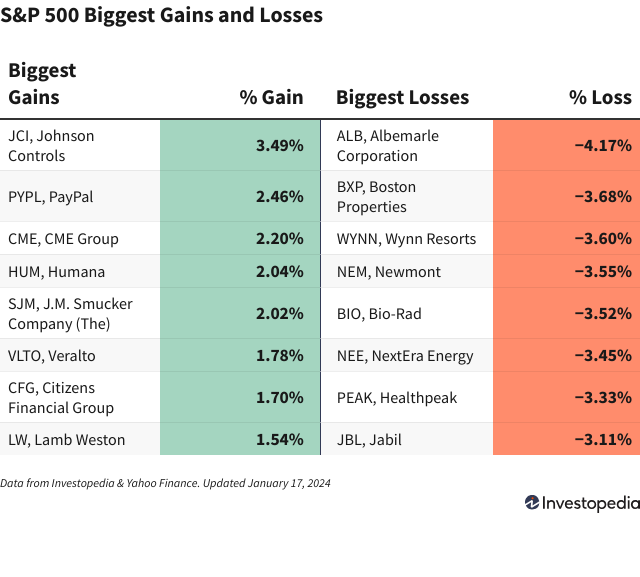 S&P 500 Biggest Gains and Losses
Biggest
Gains
% Gain
Biggest Losses
% Loss
JCI, Johnson
Controls
3.49%
ALB, Albemarle
Corporation
−4.17%
PYPL, PayPal
2.46%
BXP, Boston
Properties
−3.68%
CME, CME Group
2.20%
WYNN, Wynn Resorts
−3.60%
HUM, Humana
2.04%
NEM, Newmont
−3.55%
SJM, J.M. Smucker
Company (The)
2.02%
BIO, Bio-Rad
−3.52%
VLTO, Veralto
1.78%
NEE, NextEra Energy
−3.45%
CFG, Citizens
Financial Group
1.70%
PEAK, Healthpeak
−3.33%
LW, Lamb Weston
1.54%
JBL, Jabil
−3.11%
Data from Investopedia & Yahoo Finance. Updated January 17, 2024
Investopedia